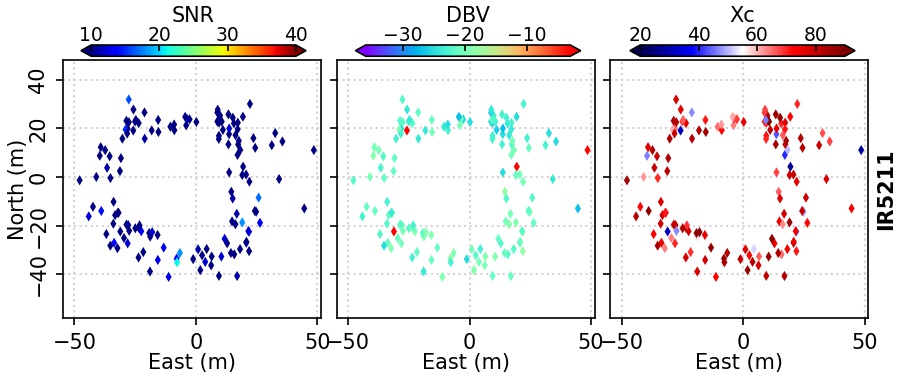 SNR DBV Xc
10 20 30 40 −30 −20 −10 20 40 60 80
40
20
0
−20
−40
North (m)
−50 0 50 −50 0 50 −50 0 50
East (m) East (m) East (m)
IR5211